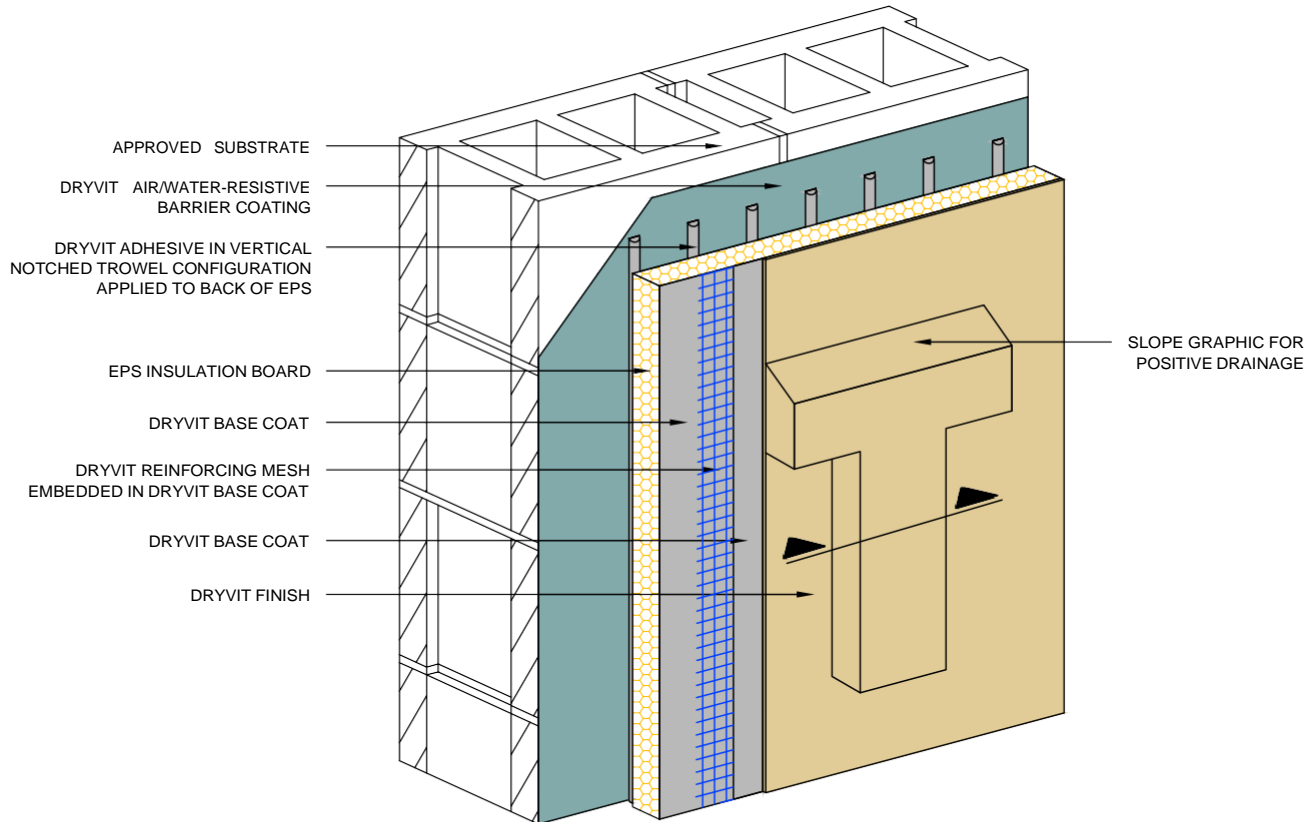 APPROVED SUBSTRATE
DRYVIT AIR/WATER-RESISTIVE
BARRIER COATING
DRYVIT ADHESIVE IN VERTICAL
NOTCHED TROWEL CONFIGURATION
APPLIED TO BACK OF EPS
EPS INSULATION BOARD
DRYVIT BASE COAT
DRYVIT REINFORCING MESH
EMBEDDED IN DRYVIT BASE COAT
DRYVIT BASE COAT
DRYVIT FINISH
SLOPE GRAPHIC FOR
POSITIVE DRAINAGE